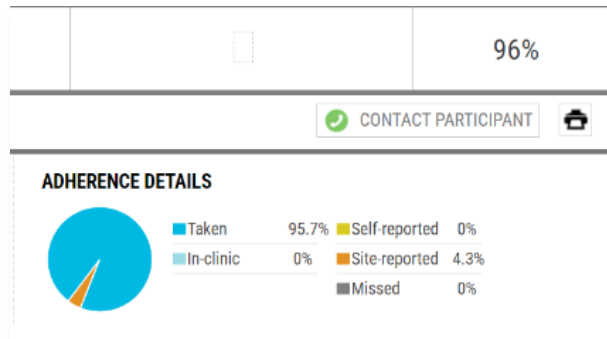 96%
CONTACT PARTICIPANT
ADHERENCE DETAILS
Taken 95.7% Self-reported 0%
In-clinic 0% Site-reported 4.3%
Missed 0%